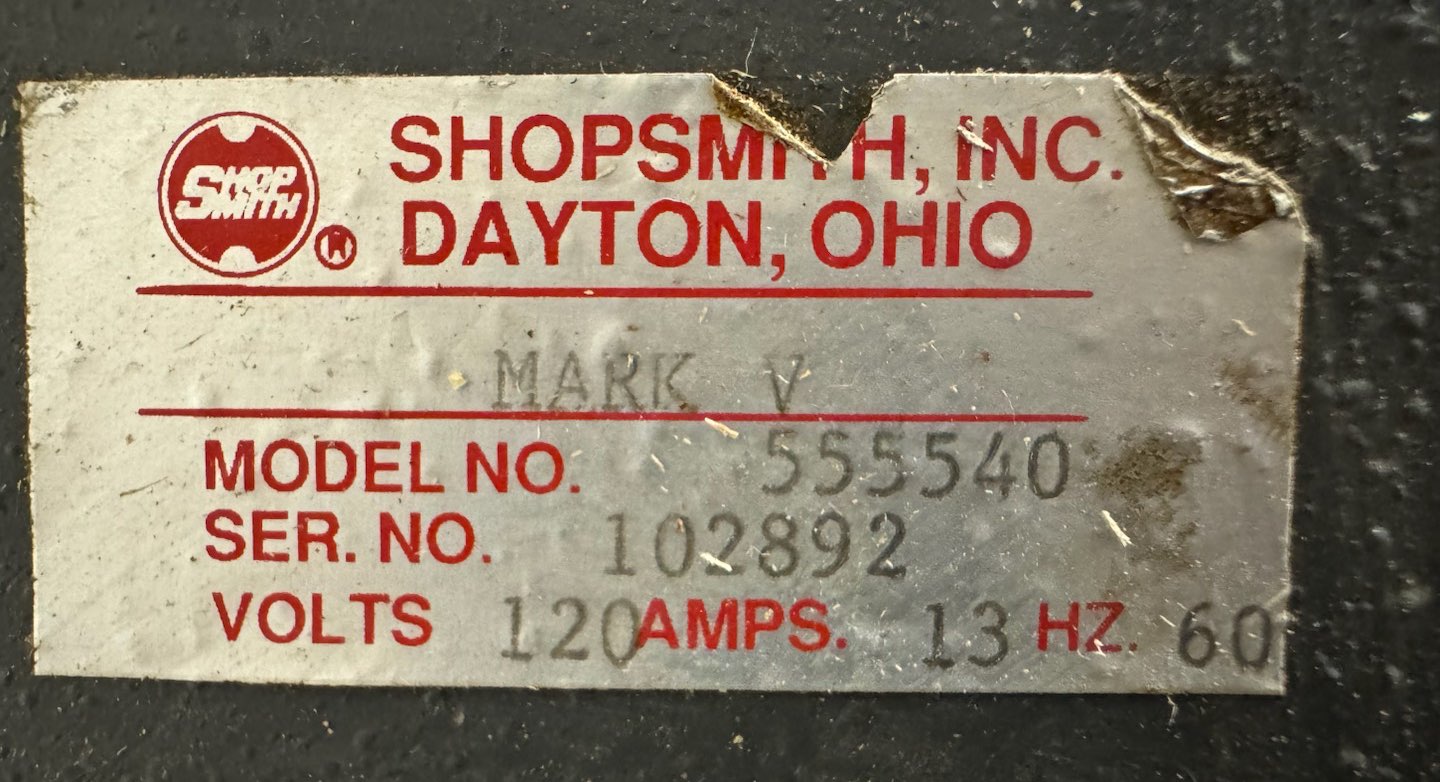 SHOP
SMITH
®
SHOPSMITH, INC.
DAYTON, OHIO
MARK V
MODEL NO. 555540
SER. NO. 102892
VOLTS 120 AMPS. 13 HZ. 60